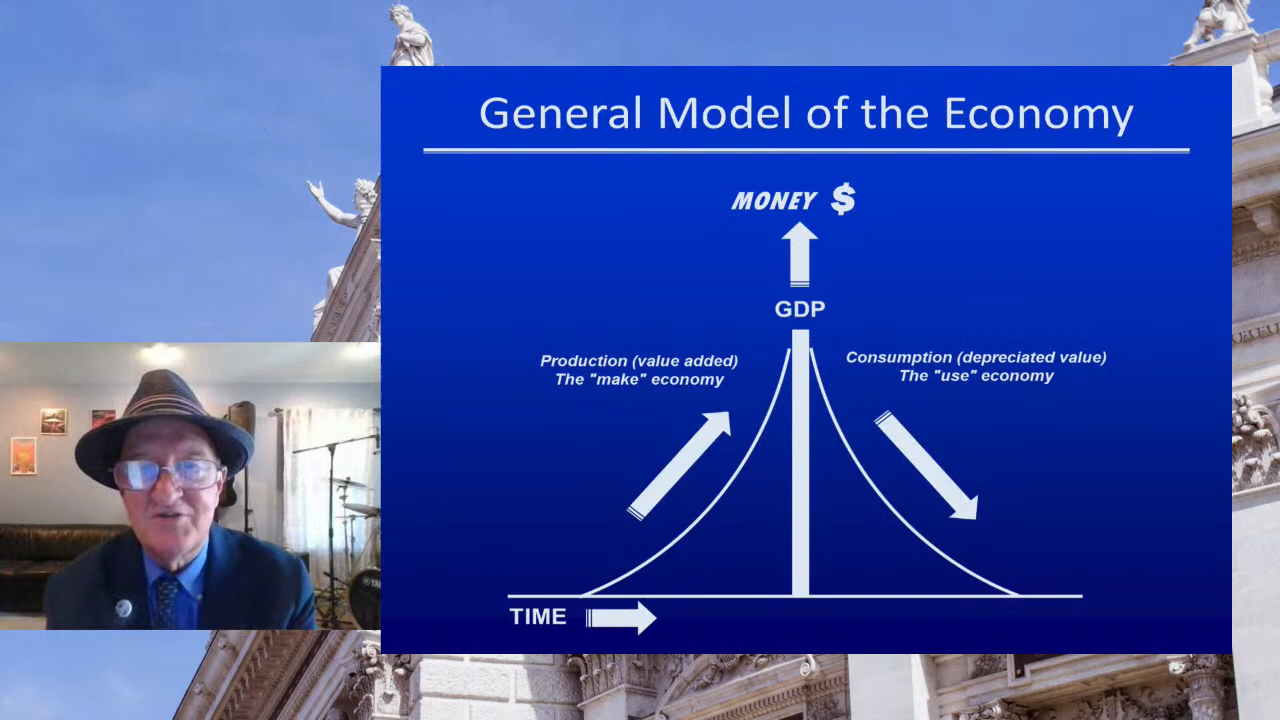 General Model of the Economy
MONEY $
GDP
Production (value added)
The "make" economy
Consumption (depreciated value)
The "use" economy
TIME